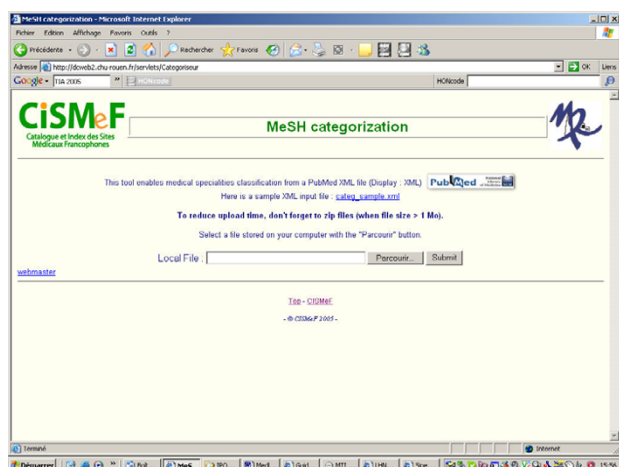 MeSH categorization - Microsoft Internet Explorer
Fichier Edition Affichage Favoris Outils ?
Précédente Rechercher Favoris
Adresse http://doweb2.chu-rouen.fr/servlets/Categoriseur OK Liens
Google TIA 2005 HONcode HONcode
CiSMeF
Catalogue et Index des Sites
Médicaux Francophones
MeSH categorization
This tool enables medical specialities classification from a PubMed XML file (Display : XML) PubMed
Here is a sample XML input file : categ_sample.xml
To reduce upload time, don't forget to zip files (when file size > 1 Mo).
Select a file stored on your computer with the "Parcourir" button.
Local File : Parcourir... Submit
webmaster
Top - CISMeF
- © CISMeF 2005 -
Terminé Internet
Démarrer 15:56